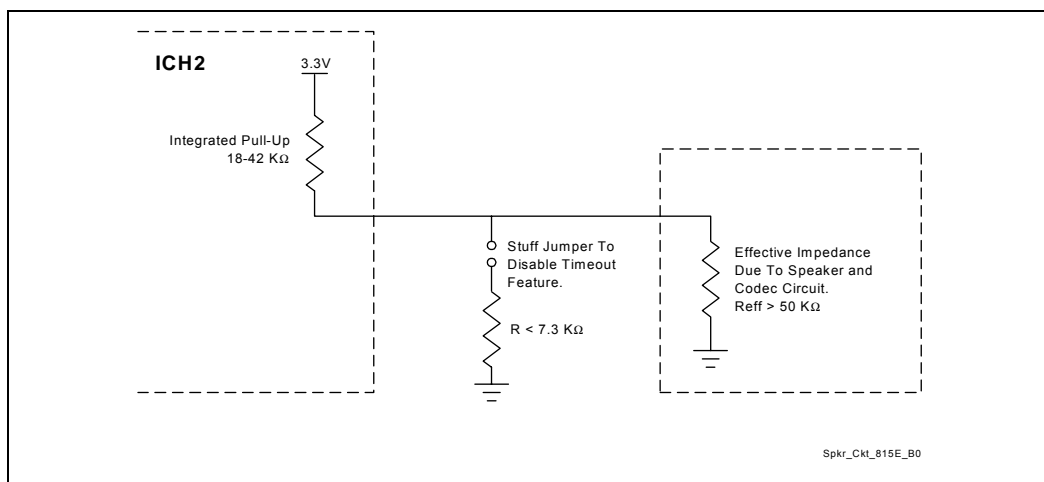 ICH2
3.3V
Integrated Pull-Up
18-42 KΩ
Stuff Jumper To
Disable Timeout
Feature.
R < 7.3 KΩ
Effective Impedance
Due To Speaker and
Codec Circuit.
Reff > 50 KΩ
Spkr_Ckt_815E_B0